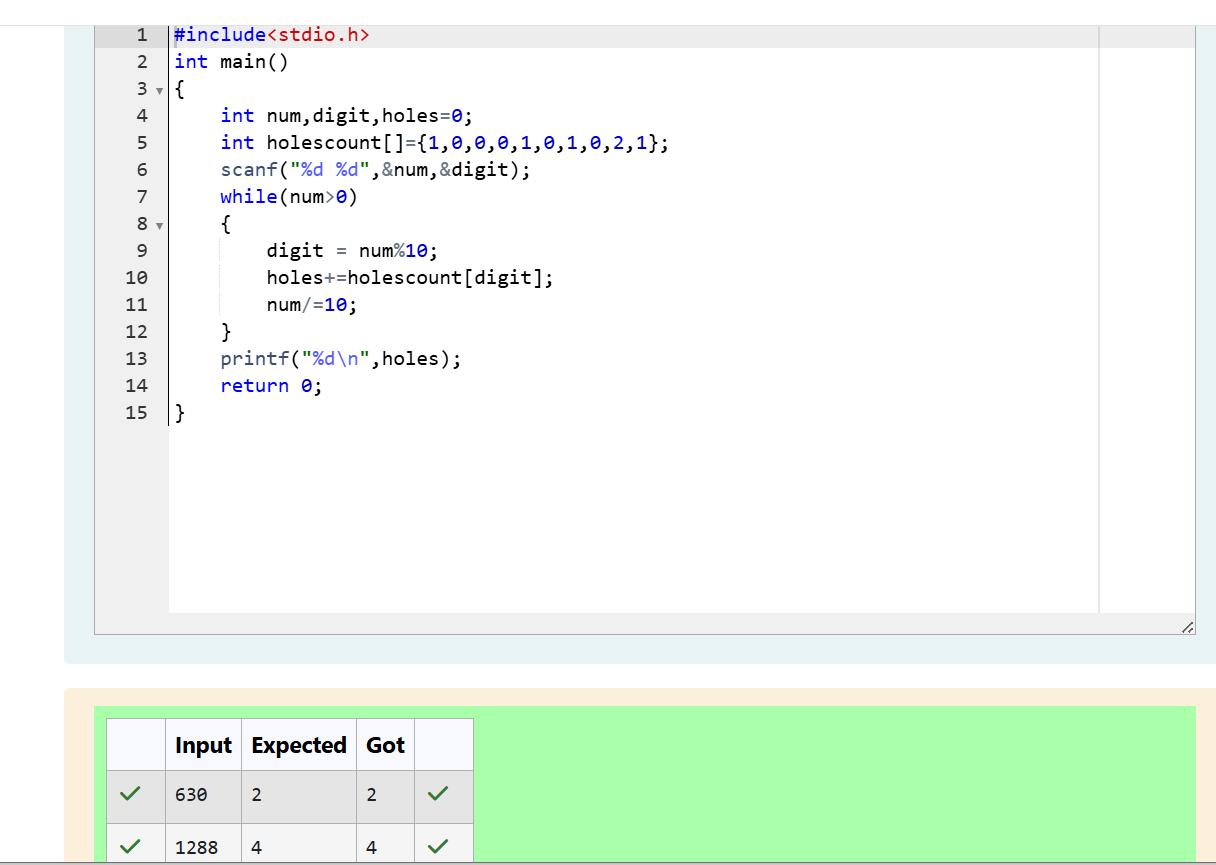 1 #include<stdio.h>
2 int main()
3 {
4 int num,digit,holes=0;
5 int holescount[]={1,0,0,0,1,0,1,0,2,1};
6 scanf("%d %d",&num,&digit);
7 while(num>0)
8 {
9 digit = num%10;
10 holes+=holescount[digit];
11 num/=10;
12 }
13 printf("%d\n",holes);
14 return 0;
15 }
Input Expected Got
630 2 2
1288 4 4